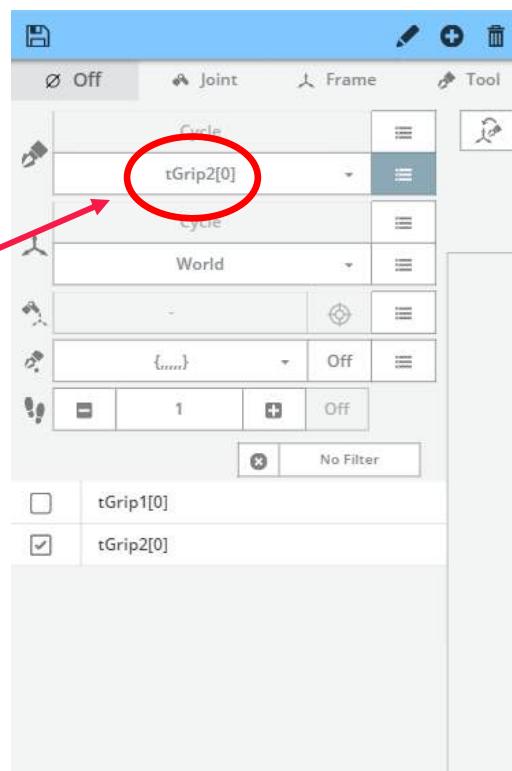 Off Joint Frame Tool
Cycle
tGrip2[0]
Cycle
World
-
{,,,,,} Off
1 Off
No Filter
tGrip1[0]
tGrip2[0]